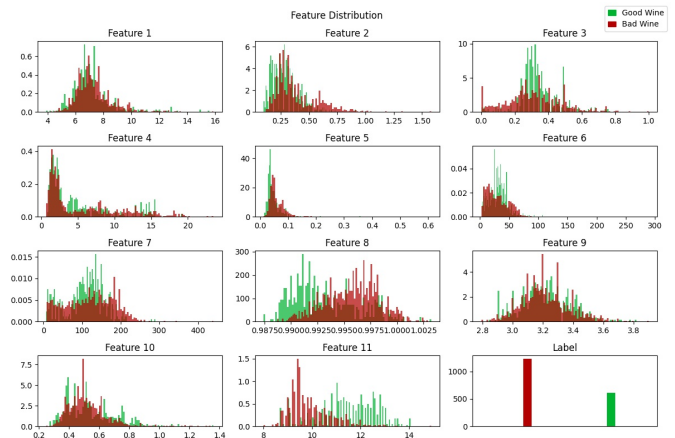 Feature Distribution
Good Wine
Bad Wine
Feature 1
0.6
0.4
0.2
0.0
4 6 8 10 12 14 16
Feature 2
6
4
2
0
0.25 0.50 0.75 1.00 1.25 1.50
Feature 3
10
5
0
0.0 0.2 0.4 0.6 0.8 1.0
Feature 4
0.4
0.2
0.0
0 5 10 15 20
Feature 5
40
20
0
0.0 0.1 0.2 0.3 0.4 0.5 0.6
Feature 6
0.04
0.02
0.00
0 50 100 150 200 250 300
Feature 7
0.015
0.010
0.005
0.000
0 100 200 300 400
Feature 8
300
200
100
0
0.98750.99000.99250.99500.99751.00001.0025
Feature 9
4
2
0
2.8 3.0 3.2 3.4 3.6 3.8
Feature 10
7.5
5.0
2.5
0.0
0.2 0.4 0.6 0.8 1.0 1.2 1.4
Feature 11
1.5
1.0
0.5
0.0
8 10 12 14
Label
1000
500
0